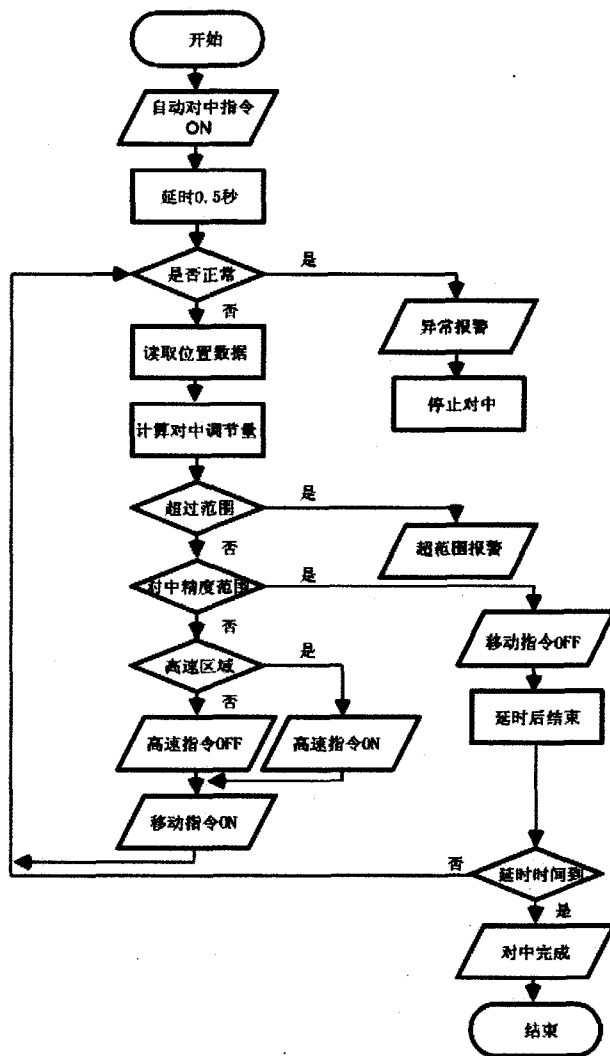 开始
自动对中指令
ON
延时0.5秒
是否正常
是
否
异常报警
读取位置数据
停止对中
计算对中调节量
超过范围
是
否
超范围报警
对中精度范围
是
否
移动指令OFF
高速区域
是
否
延时后结束
高速指令OFF
高速指令ON
移动指令ON
否
延时时间到
是
对中完成
结束